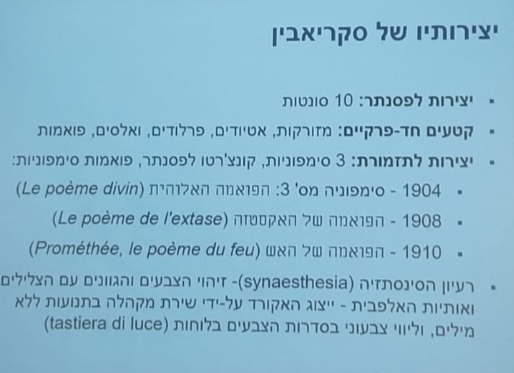 יצירותיו של סקריאבין
▪ יצירות לפסנתר: 10 סונטות
▪ קטעים חד-פרקיים: מזורקות, אטיודים, פרלודים, ואלסים, פואמות
▪ יצירות לתזמורת: 3 סימפוניות, קונצ'רטו לפסנתר, פואמות סימפוניות:
▪ 1904 - סימפוניה מס' 3: הפואמה האלוהית (Le poème divin)
▪ 1908 - הפואמה של האקסטזה (Le poème de l'extase)
▪ 1910 - הפואמה של האש (Prométhée, le poème du feu)
▪ רעיון הסינסתזיה (synaesthesia)- זיהוי הצבעים והגוונים עם הצלילים
ואותיות האלפבית - ייצוג האקורד על-ידי שירת מקהלה בתנועות ללא
מילים, וליווי צבעוני בסדרות הצבעים בלוחות (tastiera di luce)